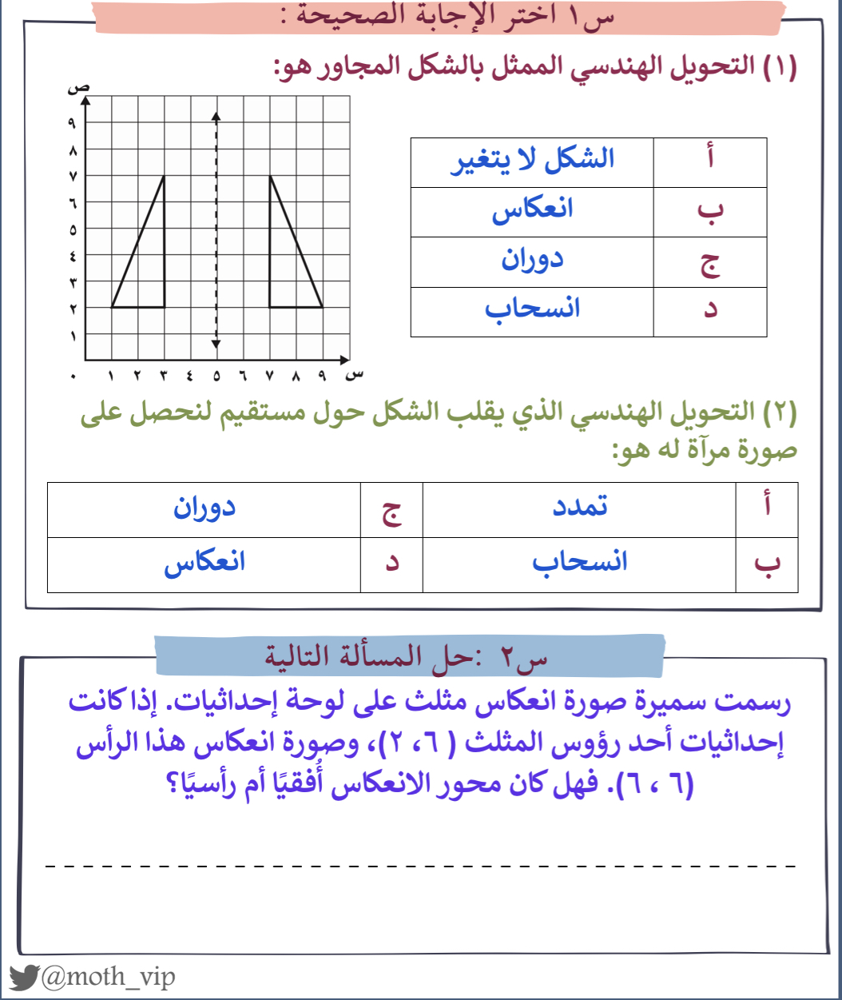 س١ اختر الإجابة الصحيحة :
(١) التحويل الهندسي الممثل بالشكل المجاور هو:
ص
٩
٨
٧
٦
٥
٤
٣
٢
١
٠ ١ ٢ ٣ ٤ ٥ ٦ ٧ ٨ ٩ س
أ الشكل لا يتغير
ب انعكاس
ج دوران
د انسحاب
(٢) التحويل الهندسي الذي يقلب الشكل حول مستقيم لنحصل على
صورة مرآة له هو:
أ تمدد ج دوران
ب انسحاب د انعكاس
س٢ :حل المسألة التالية
رسمت سميرة صورة انعكاس مثلث على لوحة إحداثيات. إذا كانت
إحداثيات أحد رؤوس المثلث ( ٦، ٢)، وصورة انعكاس هذا الرأس
(٦ ، ٦). فهل كان محور الانعكاس أُفقيًا أم رأسيًا؟
@moth_vip